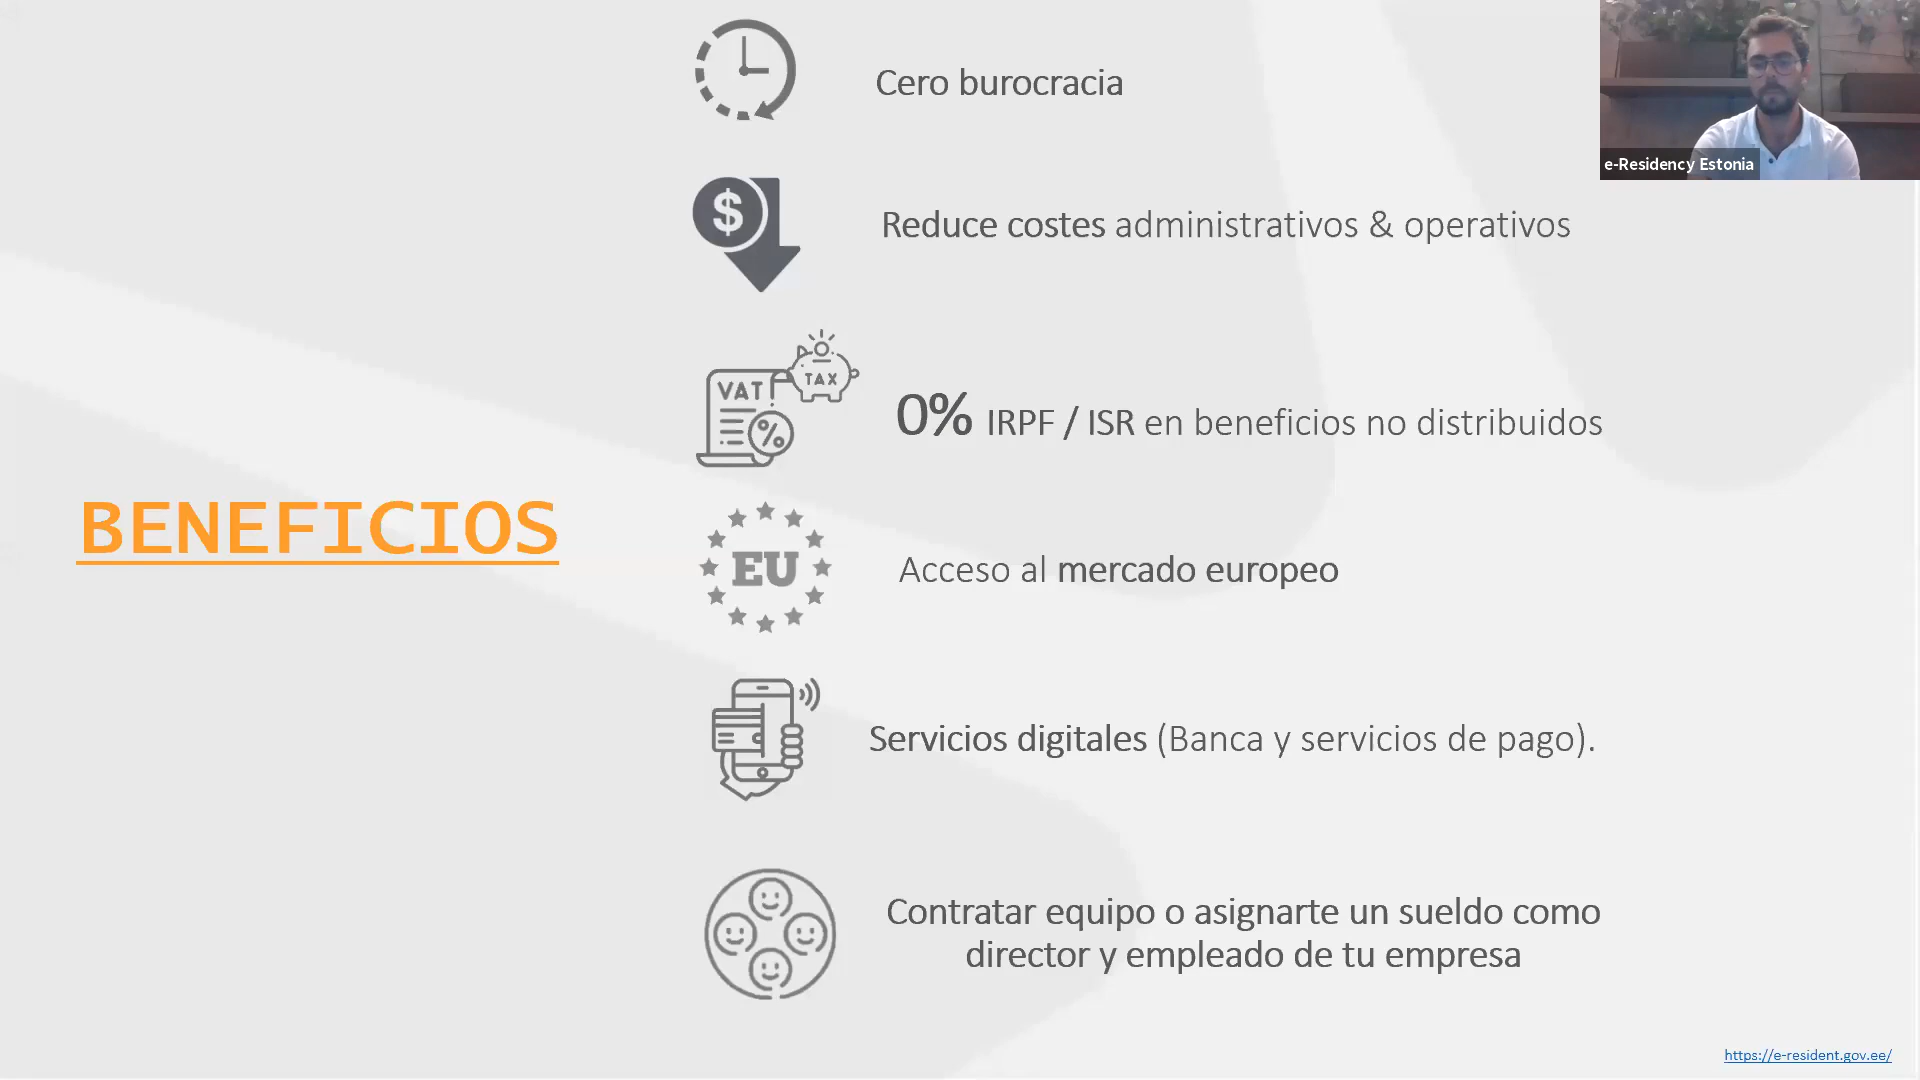 Cero burocracia
e-Residency Estonia
$
Reduce costes administrativos & operativos
TAX
VAT
%
0% IRPF / ISR en beneficios no distribuidos
BENEFICIOS
EU
Acceso al mercado europeo
Servicios digitales (Banca y servicios de pago).
Contratar equipo o asignarte un sueldo como
director y empleado de tu empresa
https://e-resident.gov.ee/